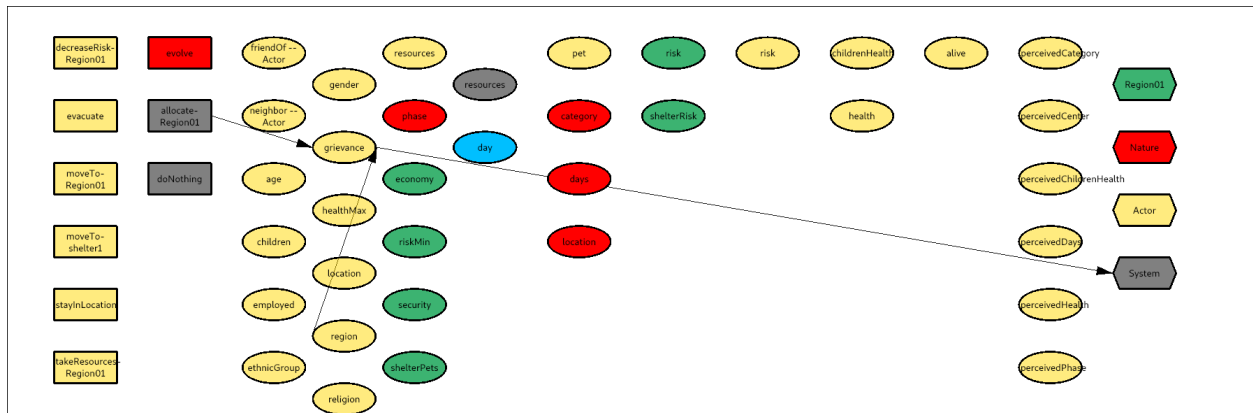 decreaseRisk-
Region01
evolve
friendOf --
Actor
resources
pet
risk
risk
childrenHealth
alive
perceivedCategory
gender
resources
Region01
evacuate
allocate-
Region01
neighbor --
Actor
phase
category
shelterRisk
health
perceivedCenter
grievance
day
Nature
moveTo-
Region01
doNothing
age
economy
days
perceivedChildrenHealth
healthMax
Actor
moveTo-
shelter1
children
riskMin
location
perceivedDays
location
System
stayInLocation
employed
security
perceivedHealth
region
takeResources-
Region01
ethnicGroup
shelterPets
perceivedPhase
religion